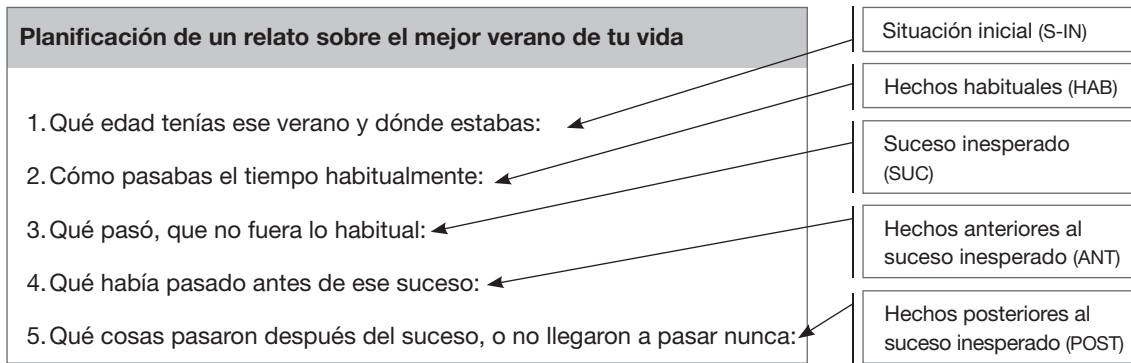 Planificación de un relato sobre el mejor verano de tu vida
1. Qué edad tenías ese verano y dónde estabas:
2. Cómo pasabas el tiempo habitualmente:
3. Qué pasó, que no fuera lo habitual:
4. Qué había pasado antes de ese suceso:
5. Qué cosas pasaron después del suceso, o no llegaron a pasar nunca:
Situación inicial (S-IN)
Hechos habituales (HAB)
Suceso inesperado
(SUC)
Hechos anteriores al
suceso inesperado (ANT)
Hechos posteriores al
suceso inesperado (POST)